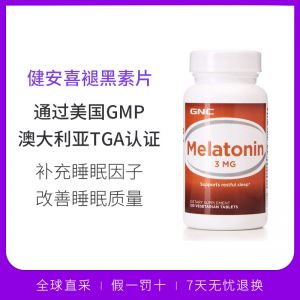 健安喜褪黑素片
通过美国GMP
澳大利亚TGA认证
补充睡眠因子
改善睡眠质量
GNC
Melatonin
3 MG
Supports restful sleep*
DIETARY SUPPLEMENT
120 VEGETARIAN TABLETS
全球直采 | 假一罚十 | 7天无忧退换